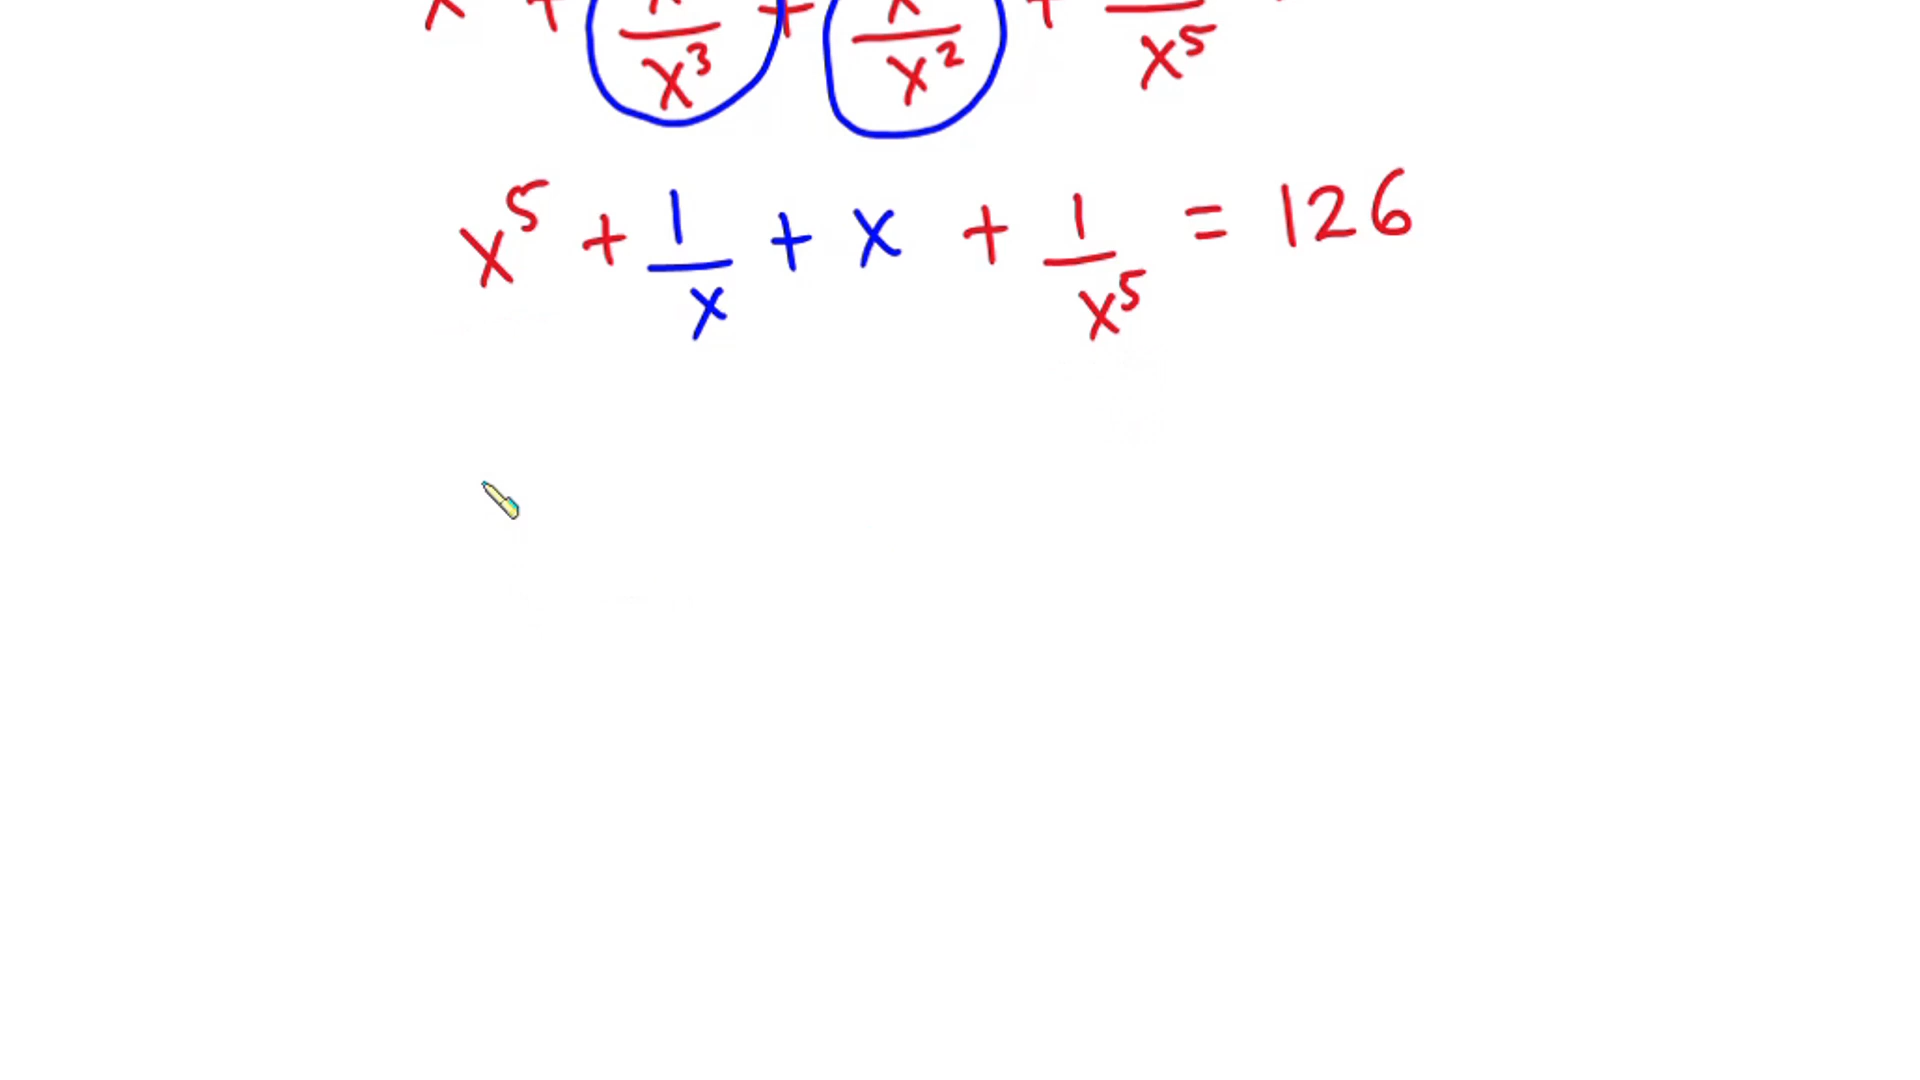 x + x/x³ + x/x² + /x⁵
x⁵ + 1/x + x + 1/x⁵ = 126